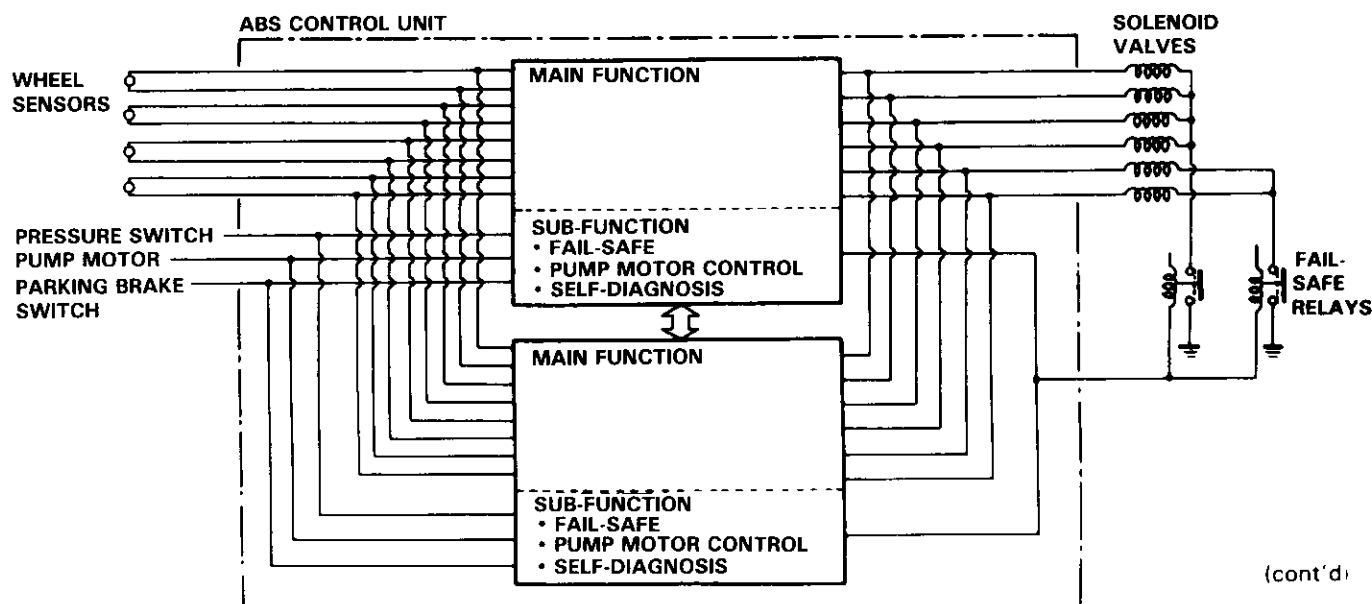 ABS CONTROL UNIT
SOLENOID
VALVES
WHEEL
SENSORS
MAIN FUNCTION
SUB-FUNCTION
• FAIL-SAFE
• PUMP MOTOR CONTROL
• SELF-DIAGNOSIS
PRESSURE SWITCH
PUMP MOTOR
PARKING BRAKE
SWITCH
FAIL-
SAFE
RELAYS
MAIN FUNCTION
SUB-FUNCTION
• FAIL-SAFE
• PUMP MOTOR CONTROL
• SELF-DIAGNOSIS
(cont'd)